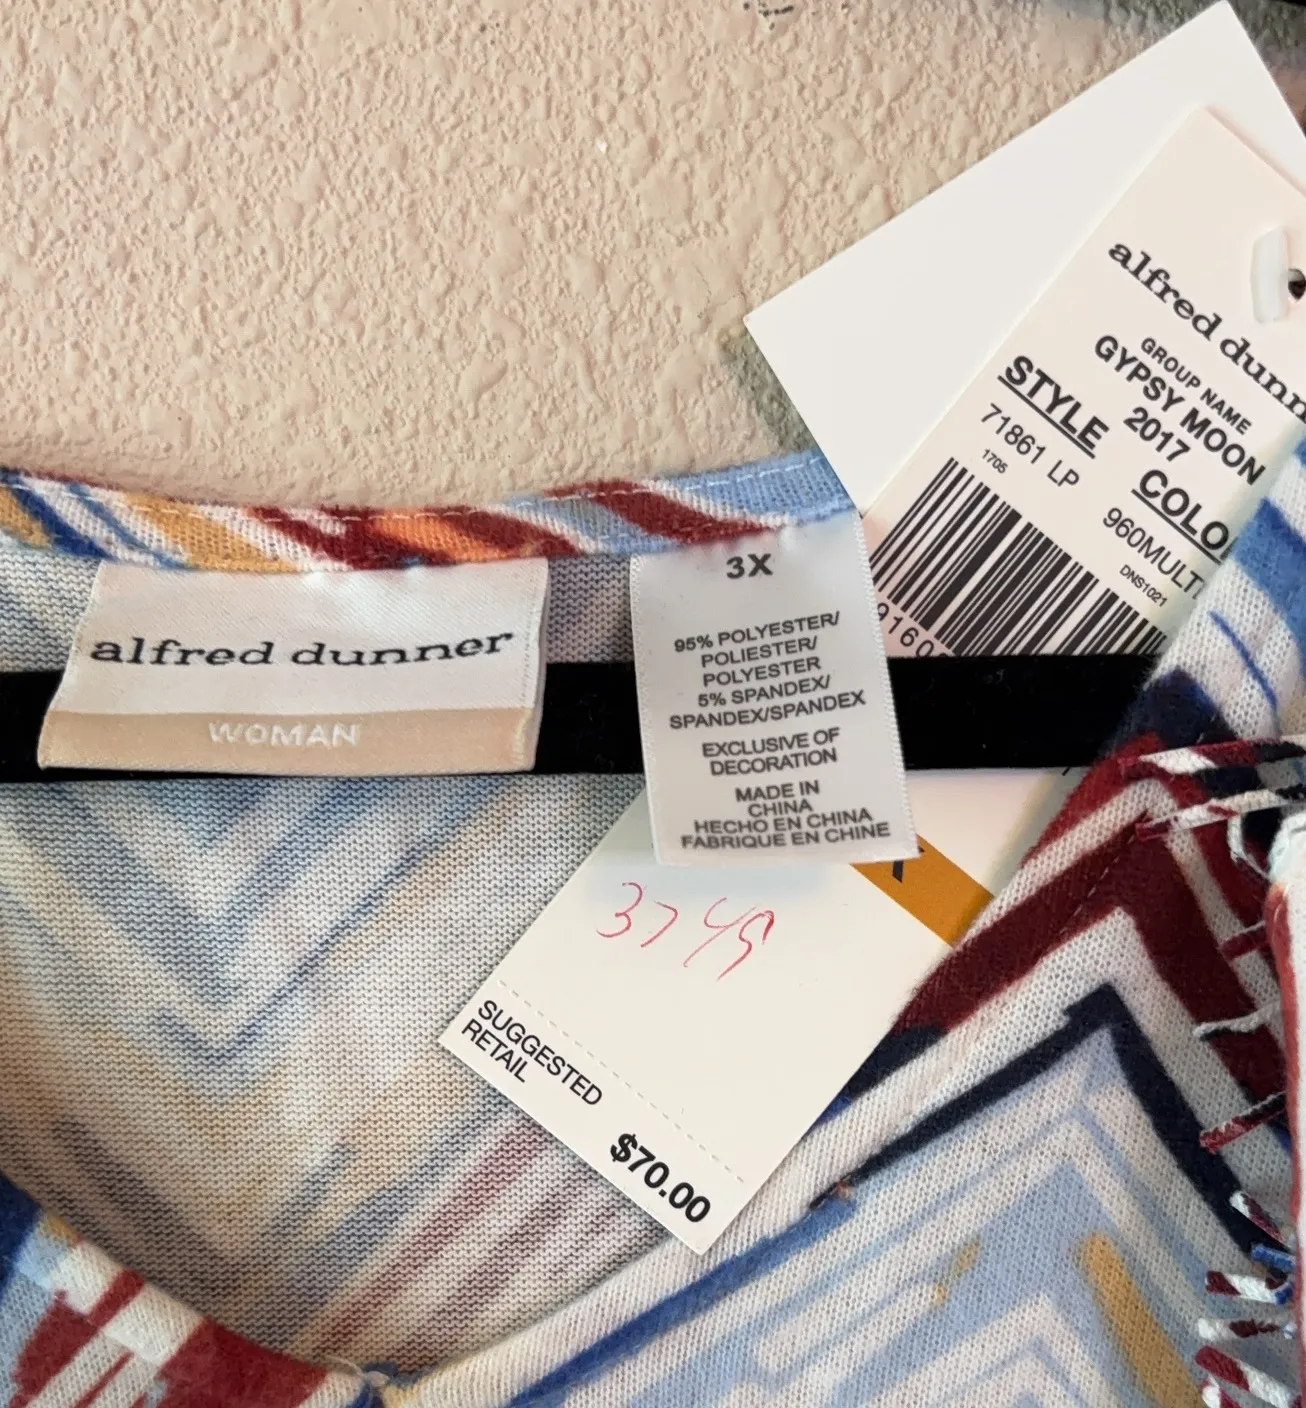 alfred dunner
WOMAN
3X
95% POLYESTER/
POLIESTER/
POLYESTER
5% SPANDEX/
SPANDEX/SPANDEX
EXCLUSIVE OF
DECORATION
MADE IN
CHINA
HECHO EN CHINA
FABRIQUE EN CHINE
alfred dunn
GROUP NAME
GYPSY MOON
2017
STYLE
COLO
71861 LP
960MULT
1705
DNS1021
9160
3749
SUGGESTED
RETAIL
$70.00